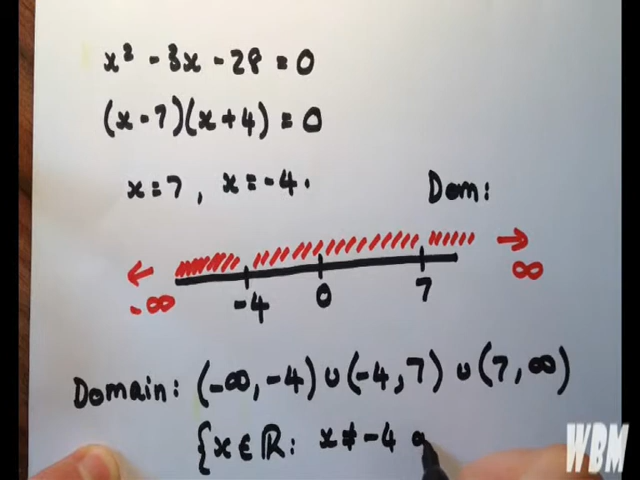 x² - 3x - 28 = 0
(x - 7)(x + 4) = 0
x = 7, x = -4.
Dom:
-∞ -4 0 7 ∞
Domain: (-∞, -4) ∪ (-4, 7) ∪ (7, ∞)
{x ∈ ℝ: x ≠ -4
WBM